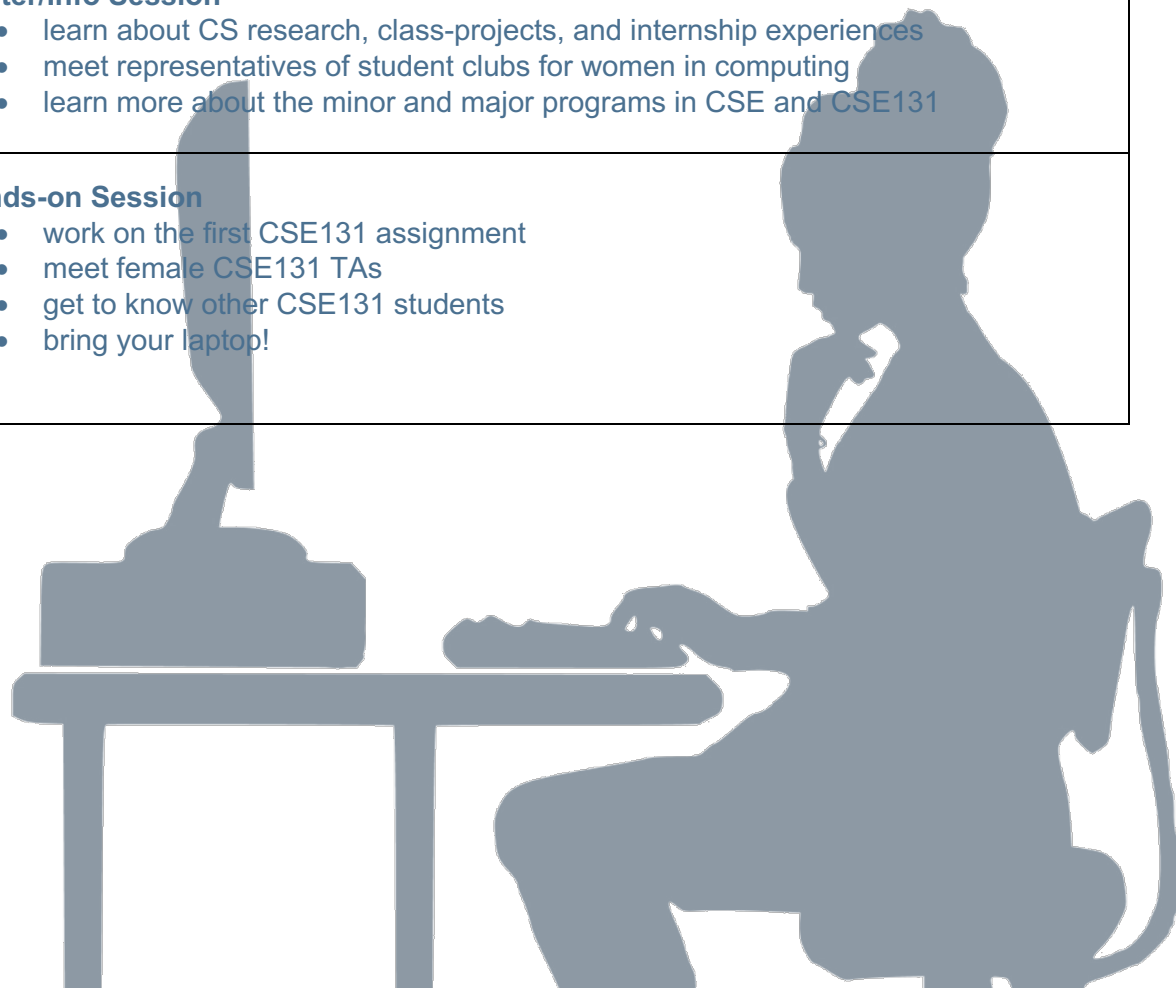 Session
• learn about CS research, class-projects, and internship experiences
• meet representatives of student clubs for women in computing
• learn more about the minor and major programs in CSE and CSE131
Session
• work on the first CSE131 assignment
• meet female CSE131 TAs
• get to know other CSE131 students
• bring your laptop!